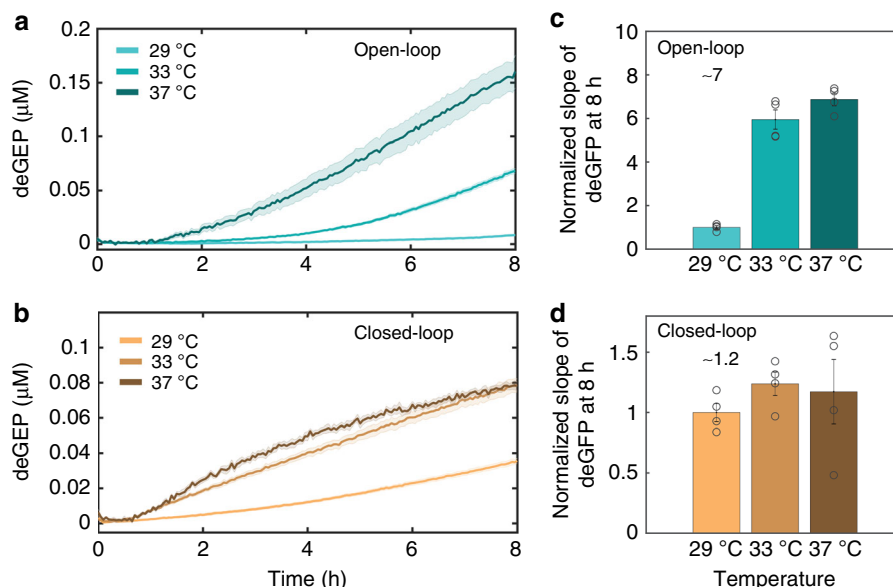 a
0.2
0.15
0.1
0.05
0
deGEP (μM)
29 °C
33 °C
37 °C
Open-loop
0 2 4 6 8
c
10
8
6
4
2
0
Normalized slope of
deGFP at 8 h
Open-loop
~7
29 °C 33 °C 37 °C
b
0.1
0.08
0.06
0.04
0.02
0
deGEP (μM)
29 °C
33 °C
37 °C
Closed-loop
0 2 4 6 8
Time (h)
d
1.5
1
0.5
0
Normalized slope of
deGFP at 8 h
Closed-loop
~1.2
29 °C 33 °C 37 °C
Temperature